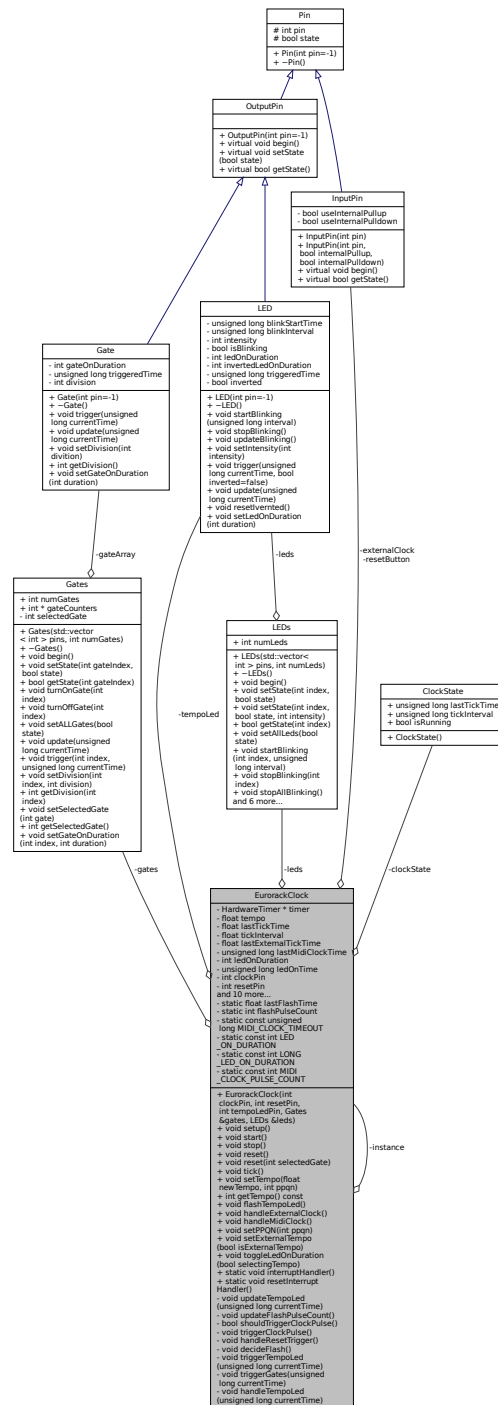 Pin
# int pin
# bool state
+ Pin(int pin=-1)
+ ~Pin()
OutputPin
+ OutputPin(int pin=-1)
+ virtual void begin()
+ virtual void setState
(bool state)
+ virtual bool getState()
InputPin
- bool useInternalPullup
- bool useInternalPulldown
+ InputPin(int pin)
+ InputPin(int pin,
bool internalPullup,
bool internalPulldown)
+ virtual void begin()
+ virtual bool getState()
LED
- unsigned long blinkStartTime
- unsigned long blinkInterval
- int intensity
- bool isBlinking
- int ledOnDuration
- int invertedLedOnDuration
- unsigned long triggeredTime
- bool inverted
+ LED(int pin=-1)
+ ~LED()
+ void startBlinking
(unsigned long interval)
+ void stopBlinking()
+ void updateBlinking()
+ void setIntensity(int
intensity)
+ void trigger(unsigned
long currentTime, bool
inverted=false)
+ void update(unsigned
long currentTime)
+ void resetIvernted()
+ void setLedOnDuration
(int duration)
Gate
- int gateOnDuration
- unsigned long triggeredTime
- int division
+ Gate(int pin=-1)
+ ~Gate()
+ void trigger(unsigned
long currentTime)
+ void update(unsigned
long currentTime)
+ void setDivision(int
divition)
+ int getDivision()
+ void setGateOnDuration
(int duration)
-gateArray
-leds
-externalClock
-resetButton
Gates
+ int numGates
+ int * gateCounters
- int selectedGate
+ Gates(std::vector
< int > pins, int numGates)
+ ~Gates()
+ void begin()
+ void setState(int gateIndex,
bool state)
+ bool getState(int gateIndex)
+ void turnOnGate(int
index)
+ void turnOffGate(int
index)
+ void setALLGates(bool
state)
+ void update(unsigned
long currentTime)
+ void trigger(int index,
unsigned long currentTime)
+ void setDivision(int
index, int division)
+ int getDivision(int
index)
+ void setSelectedGate
(int gate)
+ int getSelectedGate()
+ void setGateOnDuration
(int index, int duration)
-tempoLed
LEDs
+ int numLeds
+ LEDs(std::vector<
int > pins, int numLeds)
+ ~LEDs()
+ void begin()
+ void setState(int index,
bool state)
+ void setState(int index,
bool state, int intensity)
+ bool getState(int index)
+ void setAllLeds(bool
state)
+ void startBlinking
(int index, unsigned
long interval)
+ void stopBlinking(int
index)
+ void stopAllBlinking()
and 6 more...
ClockState
+ unsigned long lastTickTime
+ unsigned long tickInterval
+ bool isRunning
+ ClockState()
-gates
-leds
-clockState
EurorackClock
- HardwareTimer * timer
- float tempo
- float lastTickTime
- float tickInterval
- float lastExternalTickTime
- unsigned long lastMidiClockTime
- int ledOnDuration
- unsigned long ledOnTime
- int clockPin
- int resetPin
and 10 more...
- static float lastFlashTime
- static int flashPulseCount
- static const unsigned
long MIDI_CLOCK_TIMEOUT
- static const int LED
_ON_DURATION
- static const int LONG
_LED_ON_DURATION
- static const int MIDI
_CLOCK_PULSE_COUNT
+ EurorackClock(int
clockPin, int resetPin,
int tempoLedPin, Gates
&gates, LEDs &leds)
+ void setup()
+ void start()
+ void stop()
+ void reset()
+ void reset(int selectedGate)
+ void tick()
+ void setTempo(float
newTempo, int ppqn)
+ int getTempo() const
+ void flashTempoLed()
+ void handleExternalClock()
+ void handleMidiClock()
+ void setPPQN(int ppqn)
+ void setExternalTempo
(bool isExternalTempo)
+ void toggleLedOnDuration
(bool selectingTempo)
+ static void interruptHandler()
+ static void resetInterrupt
Handler()
- void updateTempoLed
(unsigned long currentTime)
- void updateFlashPulseCount()
- bool shouldTriggerClockPulse()
- void triggerClockPulse()
- void handleResetTrigger()
- void decideFlash()
- void triggerTempoLed
(unsigned long currentTime)
- void triggerGates(unsigned
long currentTime)
- void handleTempoLed
(unsigned long currentTime)
-instance